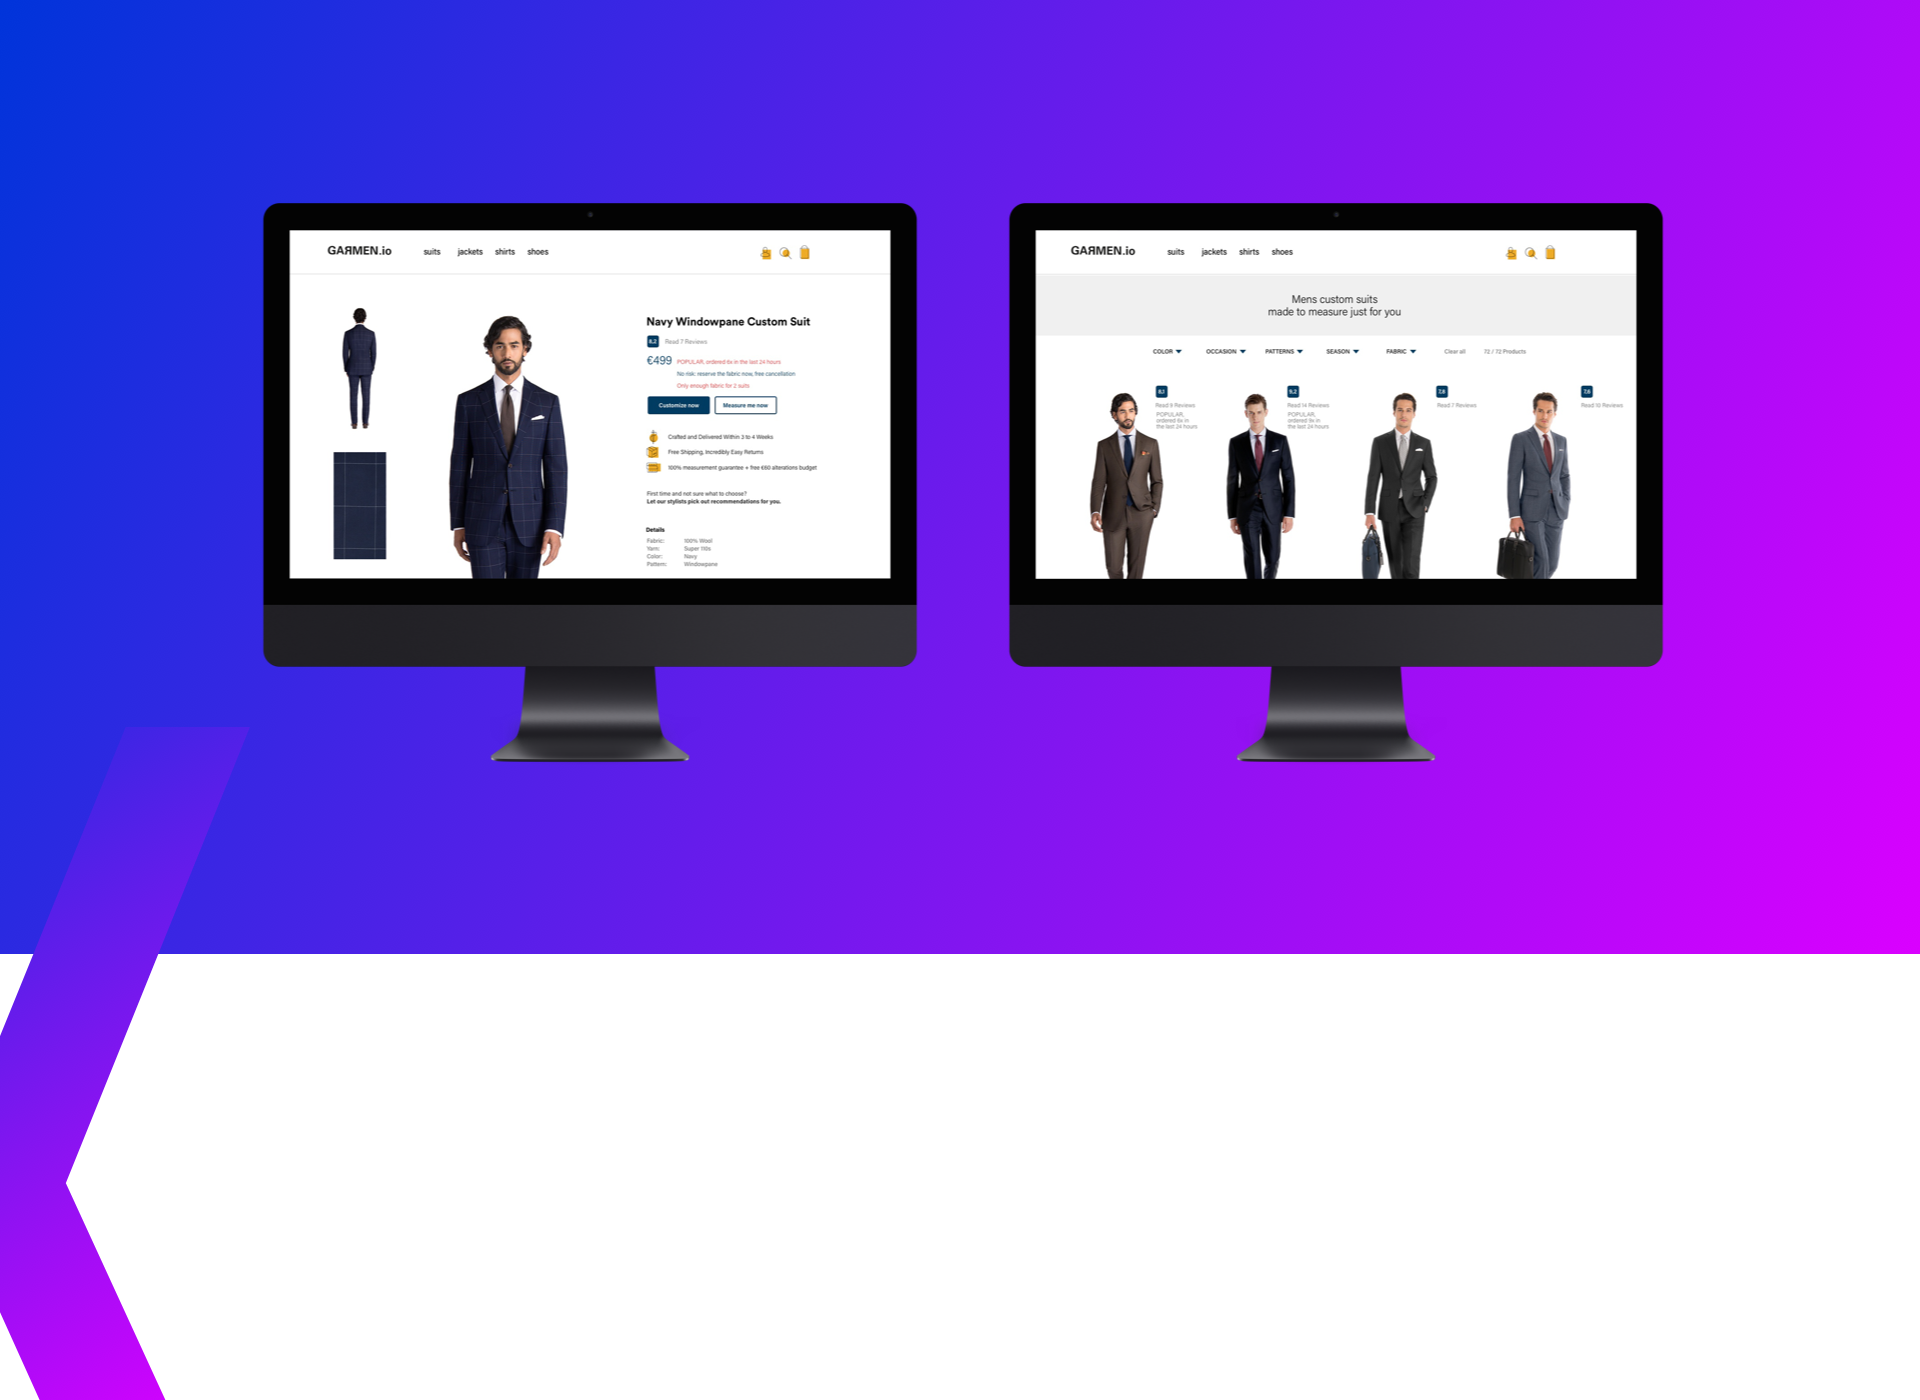 GAЯMEN.io
suits jackets shirts shoes
Navy Windowpane Custom Suit
8.2 Read 7 Reviews
€499 POPULAR, ordered 6x in the last 24 hours
No risk: reserve the fabric now, free cancellation
Only enough fabric for 2 suits
Customize now Measure me now
Crafted and Delivered Within 3 to 4 Weeks
Free Shipping, Incredibly Easy Returns
100% measurement guarantee + free €60 alterations budget
First time and not sure what to choose?
Let our stylists pick out recommendations for you.
Details
Fabric: 100% Wool
Yarn: Super 110s
Color: Navy
Pattern: Windowpane
GAЯMEN.io
suits jackets shirts shoes
Mens custom suits
made to measure just for you
COLOR OCCASION PATTERNS SEASON FABRIC Clear all 72 / 72 Products
8.1
Read 9 Reviews
POPULAR,
ordered 6x in
the last 24 hours
9.2
Read 14 Reviews
POPULAR,
ordered 9x in
the last 24 hours
7.8
Read 7 Reviews
7.6
Read 10 Reviews